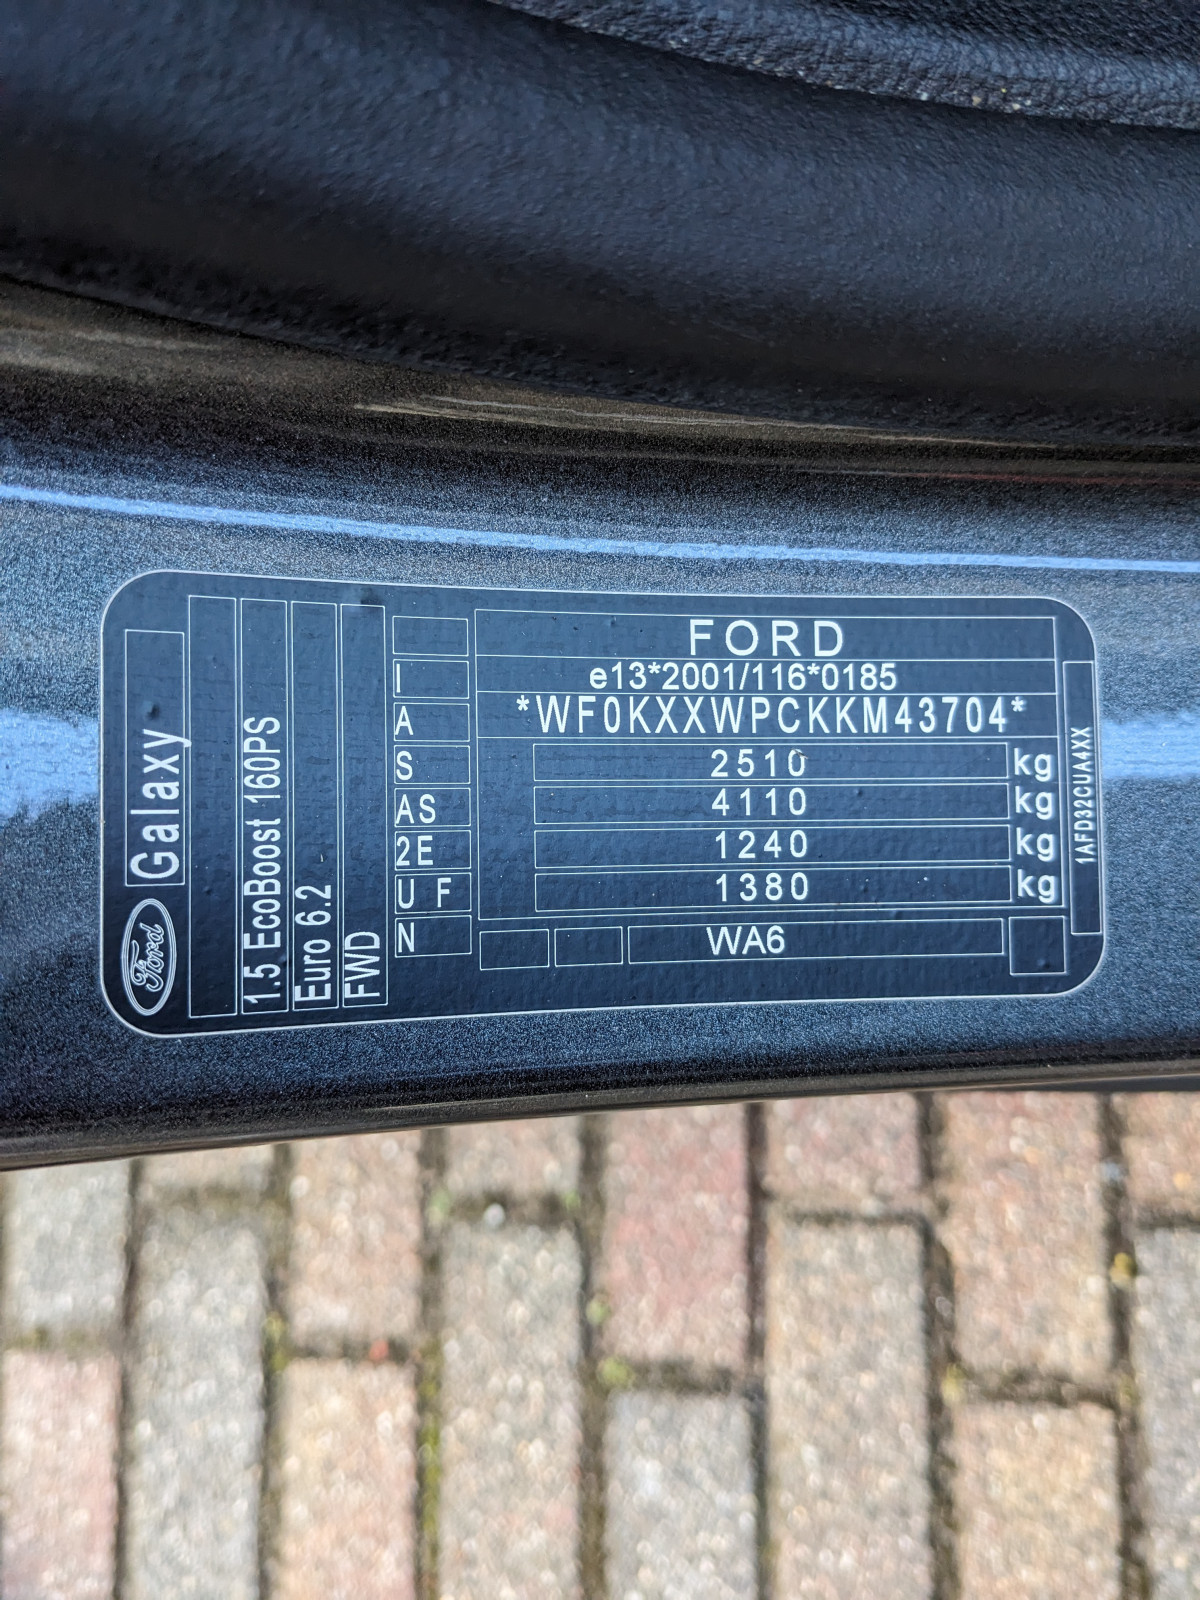 Galaxy
Ford
1.5 EcoBoost 160PS
Euro 6.2
FWD
I
A
S
AS
2E
U F
N
FORD
e13*2001/116*0185
*WF0KXXWPCKKM43704*
2510 kg
4110 kg
1240 kg
1380 kg
WA6
1AFD32CUA4XX